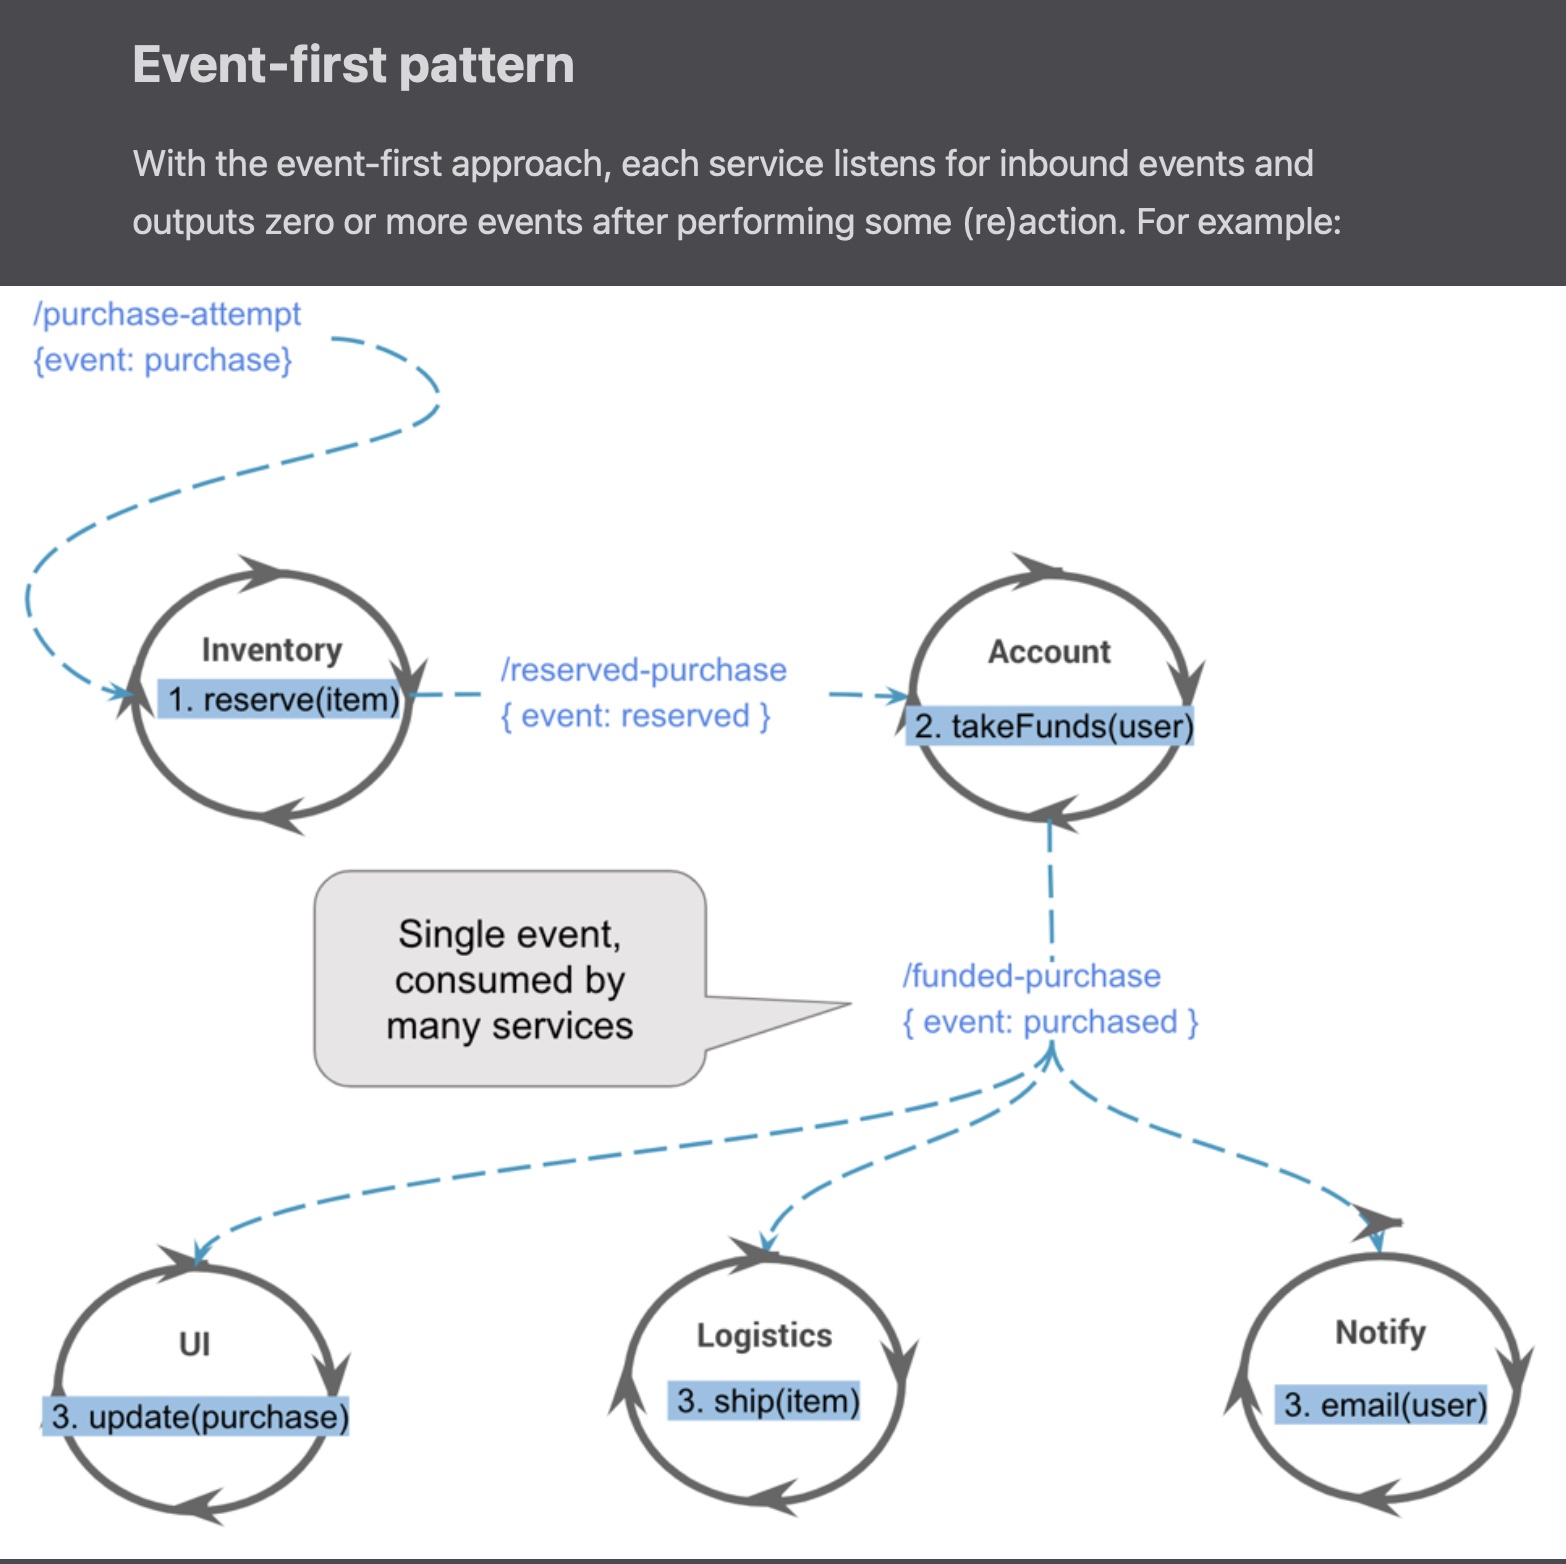 Event-first pattern
With the event-first approach, each service listens for inbound events and
outputs zero or more events after performing some (re)action. For example:
/purchase-attempt
{event: purchase}
Inventory
1. reserve(item)
/reserved-purchase
{ event: reserved }
Account
2. takeFunds(user)
Single event,
consumed by
many services
/funded-purchase
{ event: purchased }
UI
3. update(purchase)
Logistics
3. ship(item)
Notify
3. email(user)